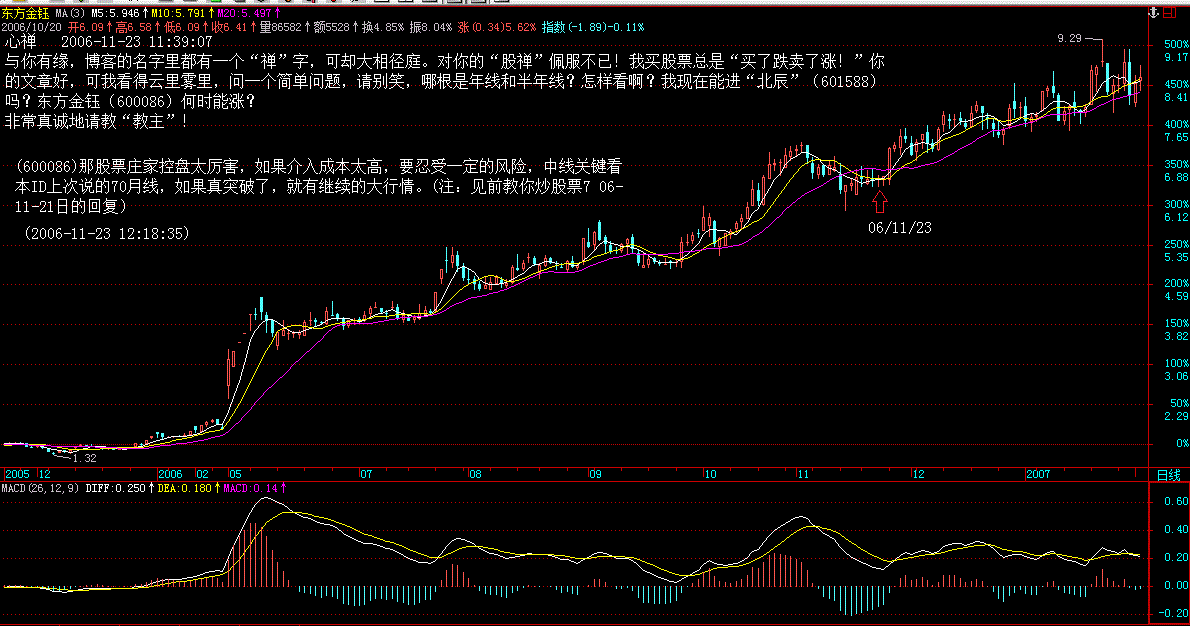 东方金钰 MA(3) M5:5.946↑M10:5.791↑M20:5.497↑
2006/10/20 开6.09↑高6.58↑低6.09↑收6.41↑量86582↑额5528↑换4.85% 振8.04% 涨(0.34)5.62% 指数(-1.89)-0.11%
心禅 2006-11-23 11:39:07
与你有缘，博客的名字里都有一个“禅”字，可却大相径庭。对你的“股禅”佩服不已！我买股票总是“买了跌卖了涨！”你
的文章好，可我看得云里雾里，问一个简单问题，请别笑，哪根是年线和半年线？怎样看啊？我现在能进“北辰”（601588）
吗？东方金钰（600086）何时能涨？
非常真诚地请教“教主”！
(600086)那股票庄家控盘太厉害，如果介入成本太高，要忍受一定的风险，中线关键看
本ID上次说的70月线，如果真突破了，就有继续的大行情。(注：见前教你炒股票7 06-
11-21日的回复)
(2006-11-23 12:18:35)
9.29
06/11/23
1.32
500%
9.17
450%
8.41
400%
7.65
350%
6.88
300%
6.12
250%
5.35
200%
4.59
150%
3.82
100%
3.06
50%
2.29
0%
2005 12 2006 02 05 07 08 09 10 11 12 2007 日线
MACD(26,12,9) DIFF:0.250↑DEA:0.180↑MACD:0.14↑
0.60
0.40
0.20
0.00
-0.20